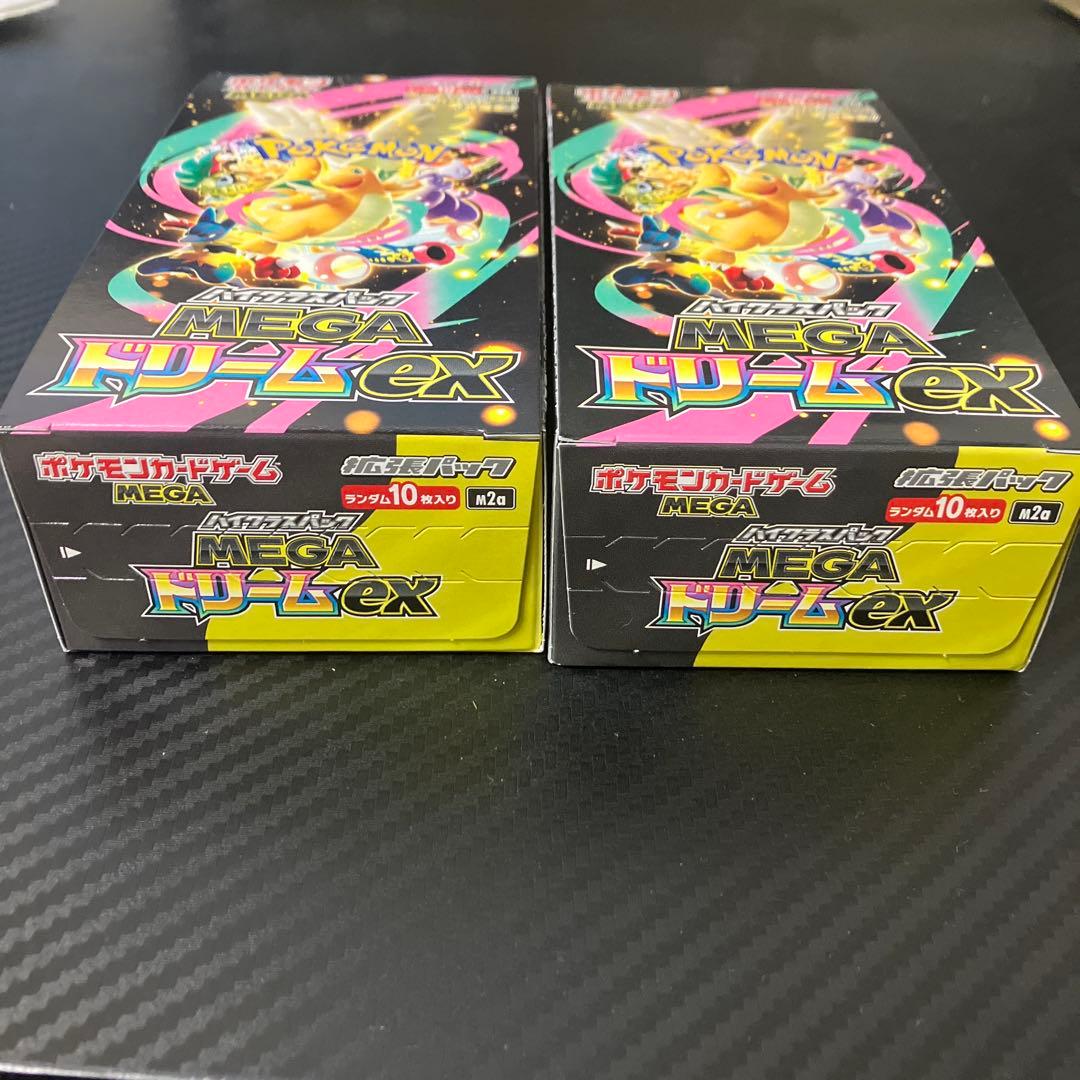 POKÉMON
ハイクラスパック
MEGA
ドリームex
ポケモンカードゲーム
MEGA
拡張パック
ランダム10枚入り
M2a
ハイクラスパック
MEGA
ドリームex
POKÉMON
ハイクラスパック
MEGA
ドリームex
ポケモンカードゲーム
MEGA
拡張パック
ランダム10枚入り
M2a
ハイクラスパック
MEGA
ドリームex